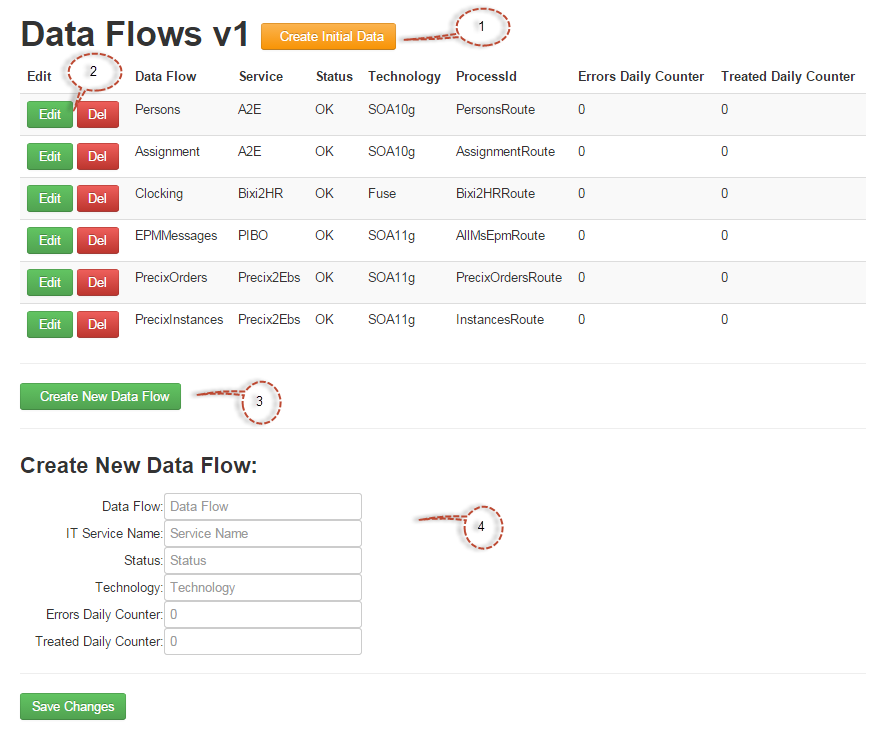 Data Flows v1 Create Initial Data 1
Edit 2 Data Flow Service Status Technology ProcessId Errors Daily Counter Treated Daily Counter
Edit Del Persons A2E OK SOA10g PersonsRoute 0 0
Edit Del Assignment A2E OK SOA10g AssignmentRoute 0 0
Edit Del Clocking Bixi2HR OK Fuse Bixi2HRRoute 0 0
Edit Del EPMMessages PIBO OK SOA11g AllMsEpmRoute 0 0
Edit Del PrecixOrders Precix2Ebs OK SOA11g PrecixOrdersRoute 0 0
Edit Del PrecixInstances Precix2Ebs OK SOA11g InstancesRoute 0 0
Create New Data Flow 3
Create New Data Flow:
Data Flow: Data Flow
IT Service Name: Service Name 4
Status: Status
Technology: Technology
Errors Daily Counter: 0
Treated Daily Counter: 0
Save Changes